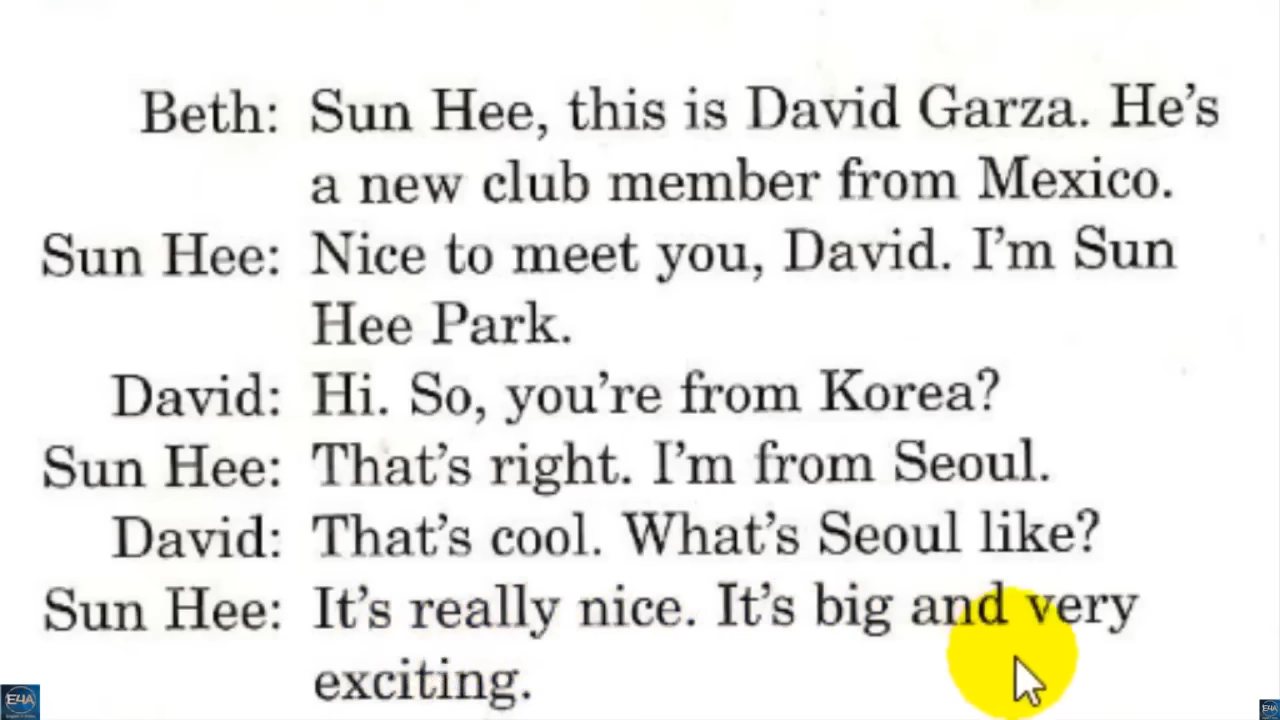 Beth: Sun Hee, this is David Garza. He's
a new club member from Mexico.
Sun Hee: Nice to meet you, David. I'm Sun
Hee Park.
David: Hi. So, you're from Korea?
Sun Hee: That's right. I'm from Seoul.
David: That's cool. What's Seoul like?
Sun Hee: It's really nice. It's big and very
exciting.
E4A
E4A